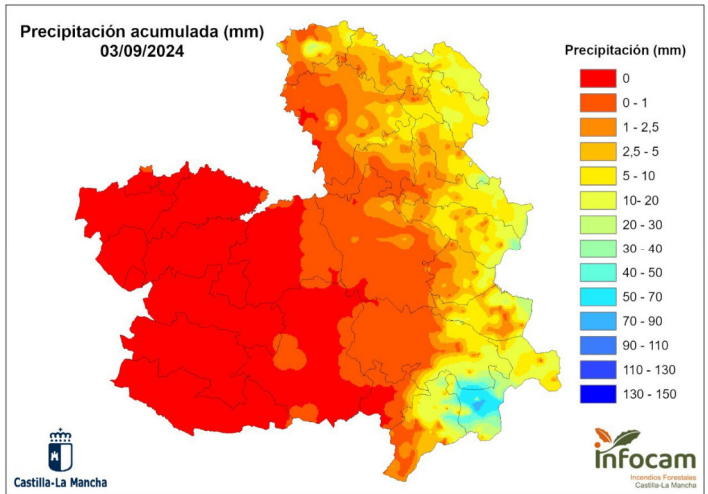 Precipitación acumulada (mm)
03/09/2024
Precipitación (mm)
0
0 - 1
1 - 2,5
2,5 - 5
5 - 10
10- 20
20 - 30
30 - 40
40 - 50
50 - 70
70 - 90
90 - 110
110 - 130
130 - 150
Castilla-La Mancha
infocam
Incendios Forestales
Castilla-La Mancha